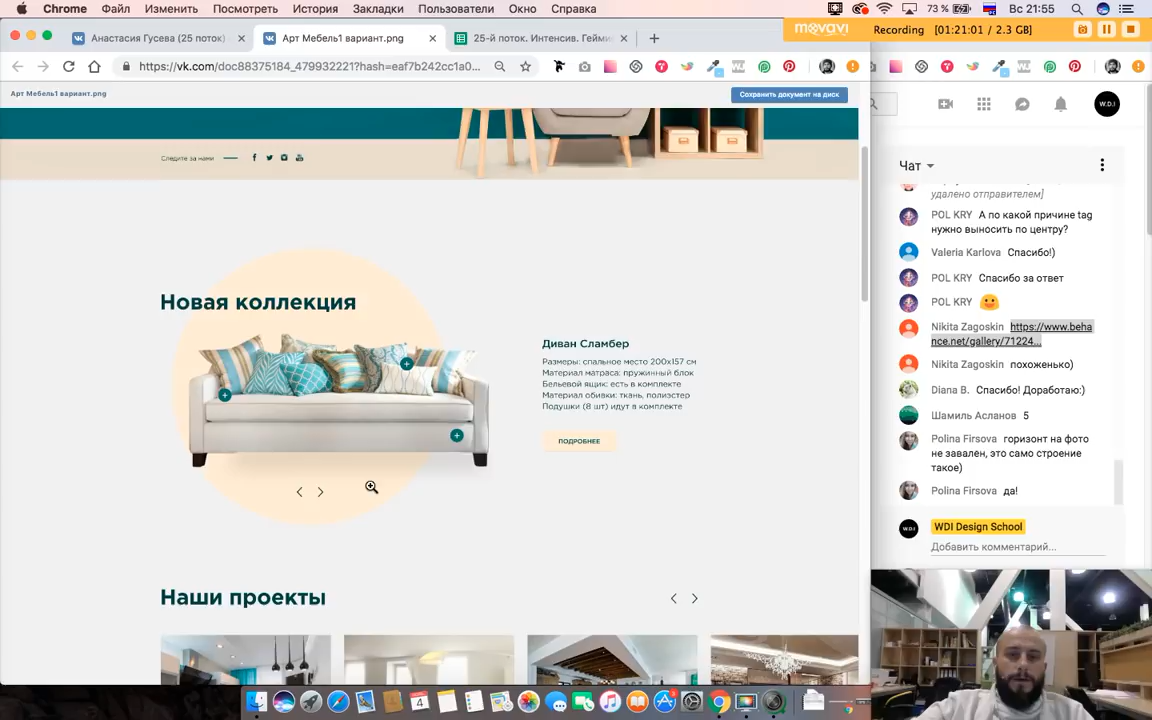 Chrome Файл Изменить Просмотреть История Закладки Пользователи Окно Справка 73 % Вс 21:55
movavi Recording [01:21:01 / 2.3 GB]
Анастасия Гусева (25 поток) Арт Мебель1 вариант.png 25-й поток. Интенсив. Гейми
https://vk.com/doc88375184_479932221?hash=eaf7b242cc1a0...
Арт Мебель1 вариант.png Сохранить документ на диск
Следите за нами
Новая коллекция
Диван Сламбер
Размеры: спальное место 200x157 см
Материал матраса: пружинный блок
Бельевой ящик: есть в комплекте
Материал обивки: ткань, полиэстер
Подушки (8 шт) идут в комплекте
ПОДРОБНЕЕ
Наши проекты
W.D.I
Чат
удалено отправителем]
POL KRY А по какой причине tag
нужно выносить по центру?
Valeria Karlova Спасибо!)
POL KRY Спасибо за ответ
POL KRY
Nikita Zagoskin https://www.beha
nce.net/gallery/71224...
Nikita Zagoskin похоженько)
Diana B. Спасибо! Доработаю:)
Шамиль Асланов 5
Polina Firsova горизонт на фото
не завален, это само строение
такое)
Polina Firsova да!
W.D.I WDI Design School
Добавить комментарий...
4